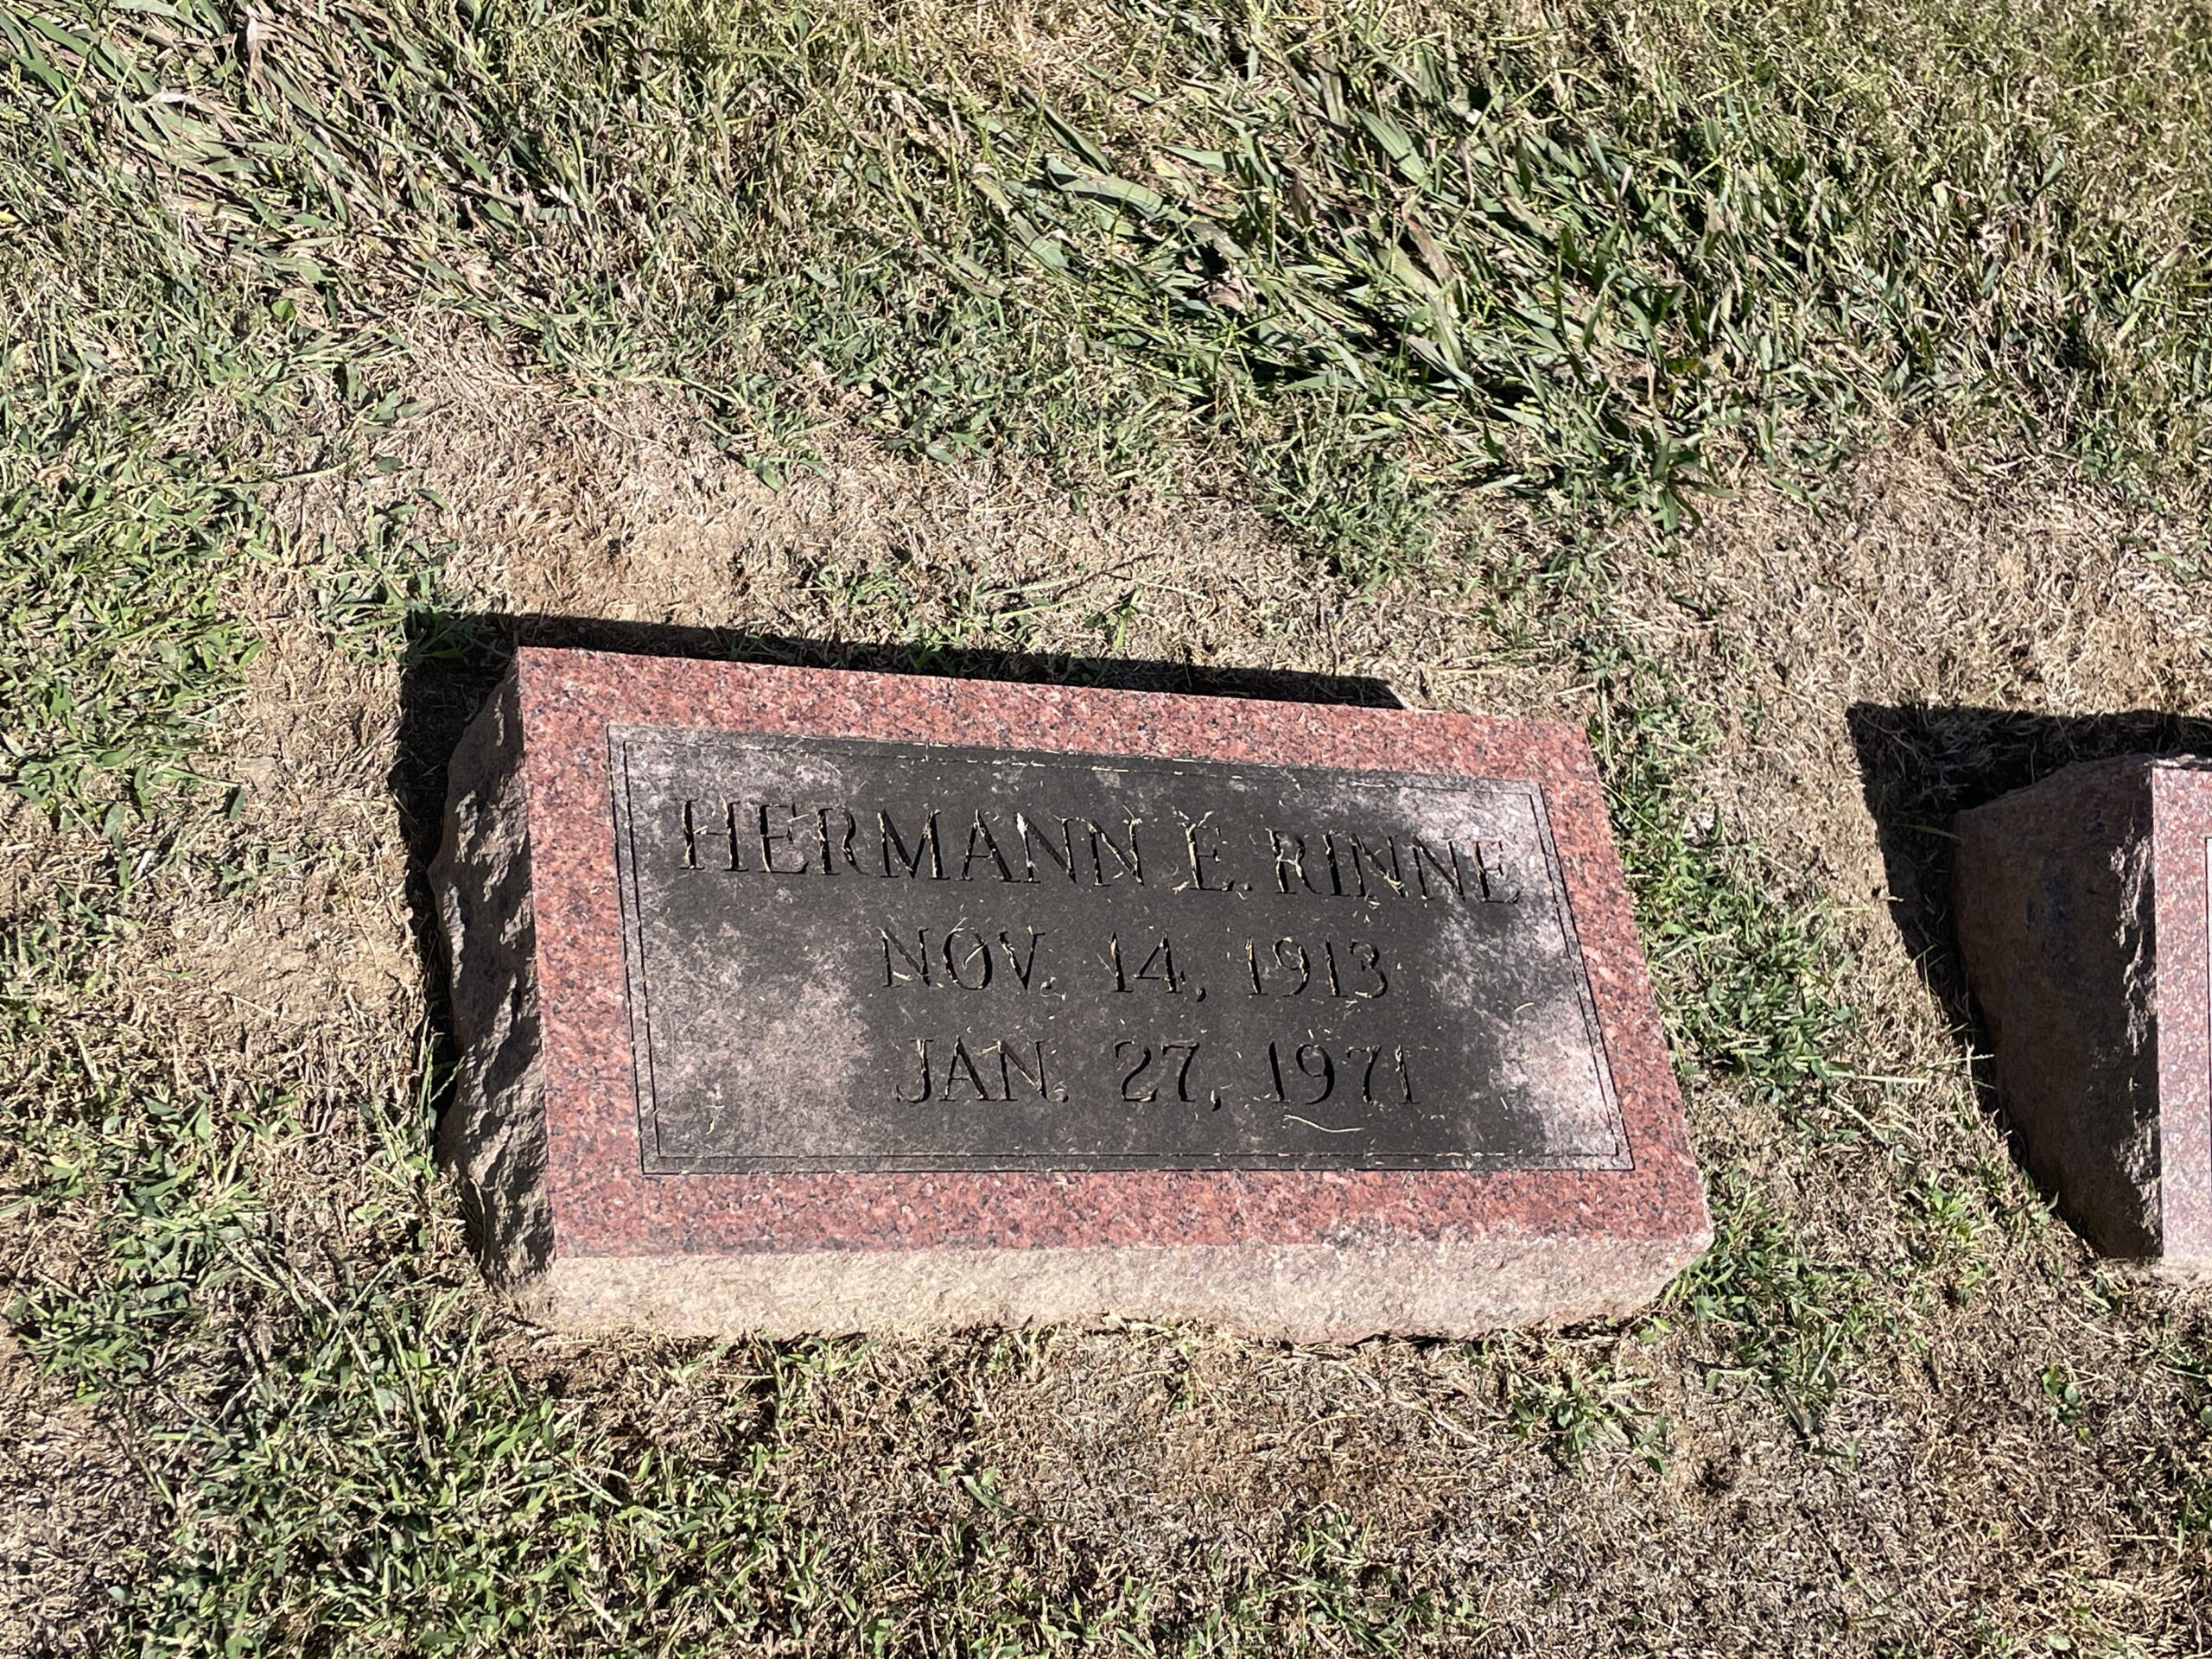 HERMANN E. RINNE
NOV. 14, 1913
JAN. 27, 1971